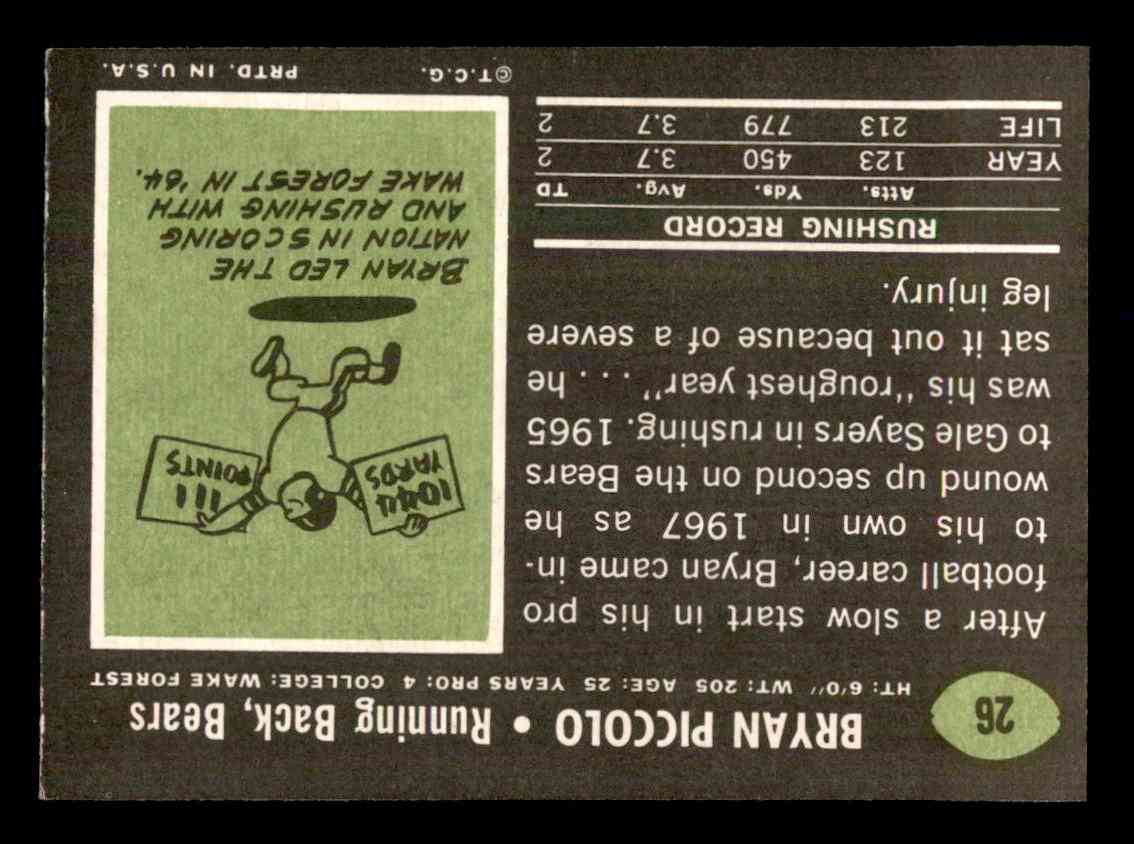 26
BRYAN PICCOLO • Running Back, Bears
HT: 6'0" WT: 205 AGE: 25 YEARS PRO: 4 COLLEGE: WAKE FOREST
After a slow start in his pro
football career, Bryan came in-
to his own in 1967 as he
wound up second on the Bears
to Gale Sayers in rushing. 1965
was his "roughest year" . . . he
sat it out because of a severe
leg injury.
RUSHING RECORD
Atts. Yds. Avg. TD
YEAR 123 450 3.7 2
LIFE 213 779 3.7 2
1044
YARDS
111
POINTS
BRYAN LED THE
NATION IN SCORING
AND RUSHING WITH
WAKE FOREST IN '64.
©T.C.G. PRTD. IN U.S.A.